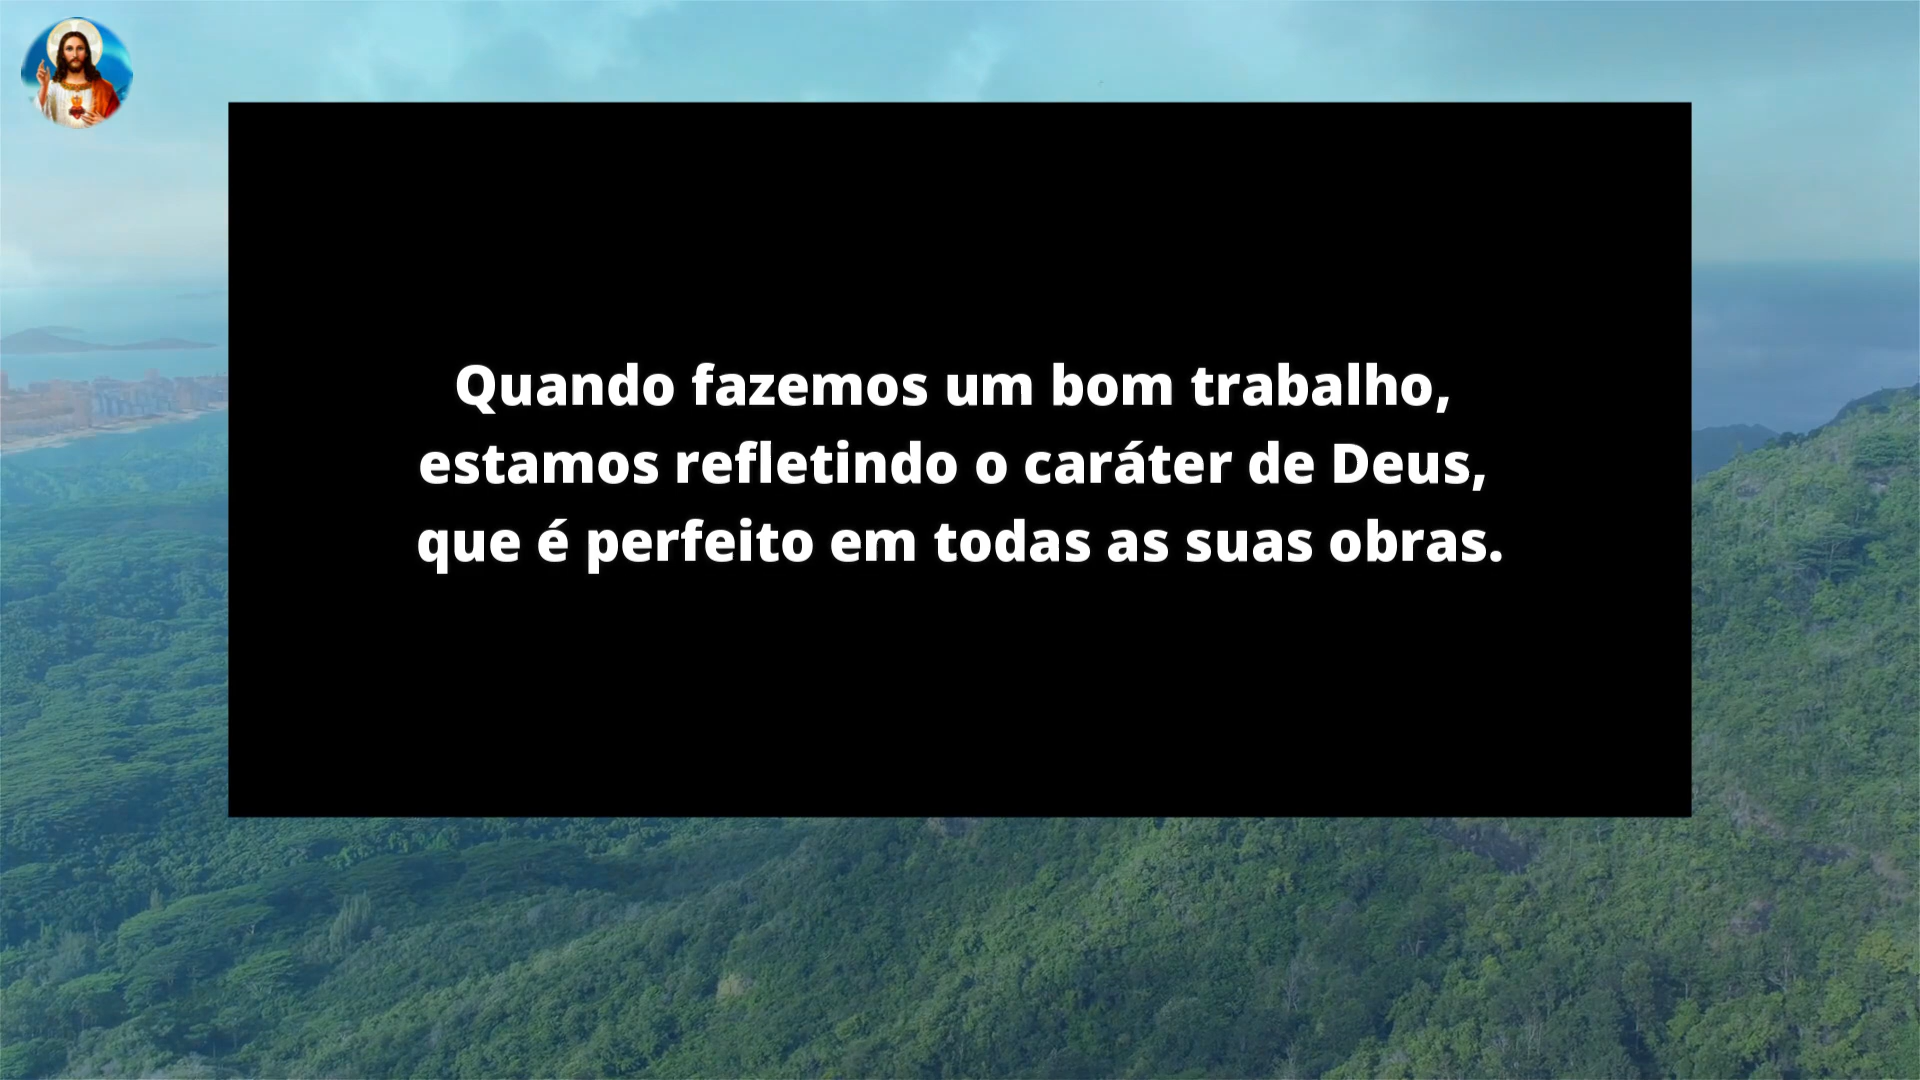 Quando fazemos um bom trabalho,
estamos refletindo o caráter de Deus,
que é perfeito em todas as suas obras.